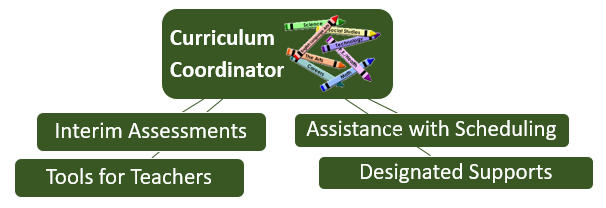 Curriculum
Coordinator
Science
Social Studies
Technology
The Arts
Careers
Math
Interim Assessments
Assistance with Scheduling
Tools for Teachers
Designated Supports